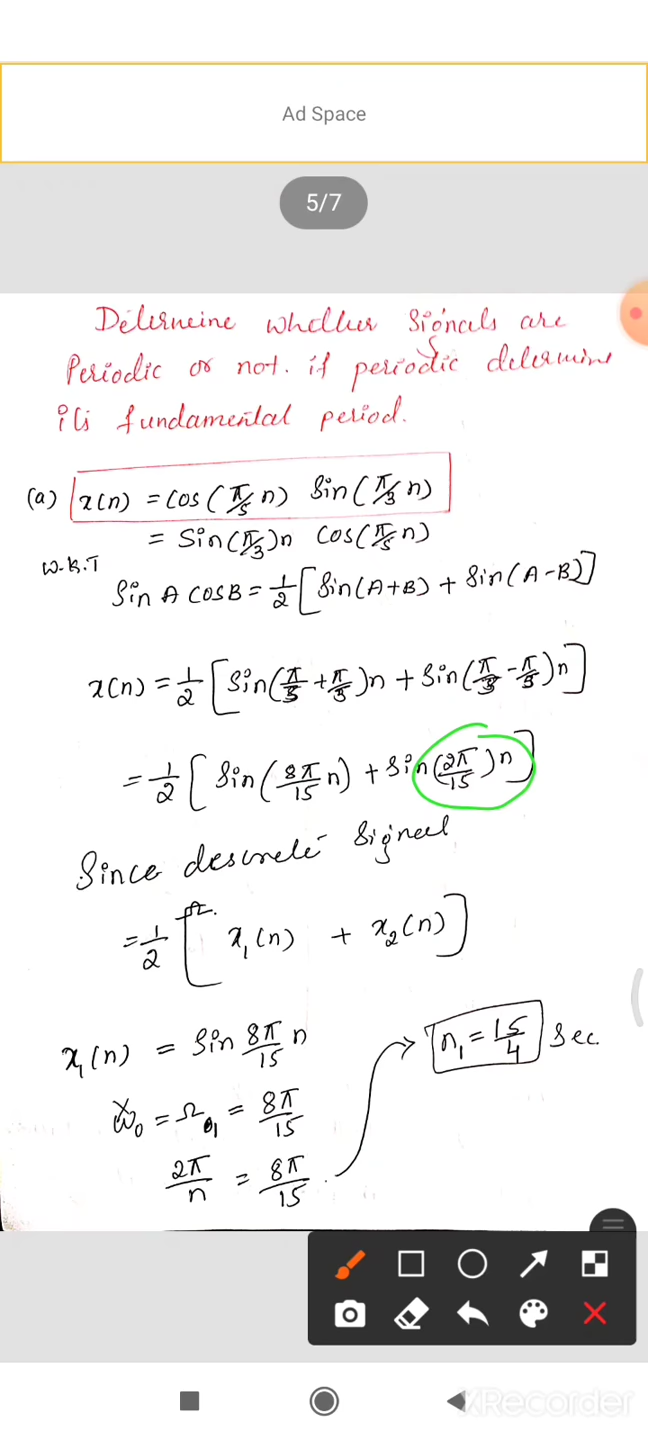 Ad Space
5/7
Determine whether signals are
Periodic or not. if periodic determine
its fundamental period.
(a) x(n) = Cos(π/5 n) Sin(π/3 n)
= Sin(π/3)n Cos(π/5 n)
W.K.T
Sin A COSB = 1/2 [Sin(A+B) + Sin(A-B)]
x(n) = 1/2 [Sin(π/3 + π/5)n + Sin(π/3 - π/5)n]
= 1/2 [Sin(8π/15 n) + Sin(2π/15)n]
Since descrete Signal
= 1/2 [x₁(n) + x₂(n)]
x₁(n) = Sin 8π/15 n
n₁ = 15/4 Sec.
ω₀ = Ω₀₁ = 8π/15
2π/n = 8π/15
XRecorder